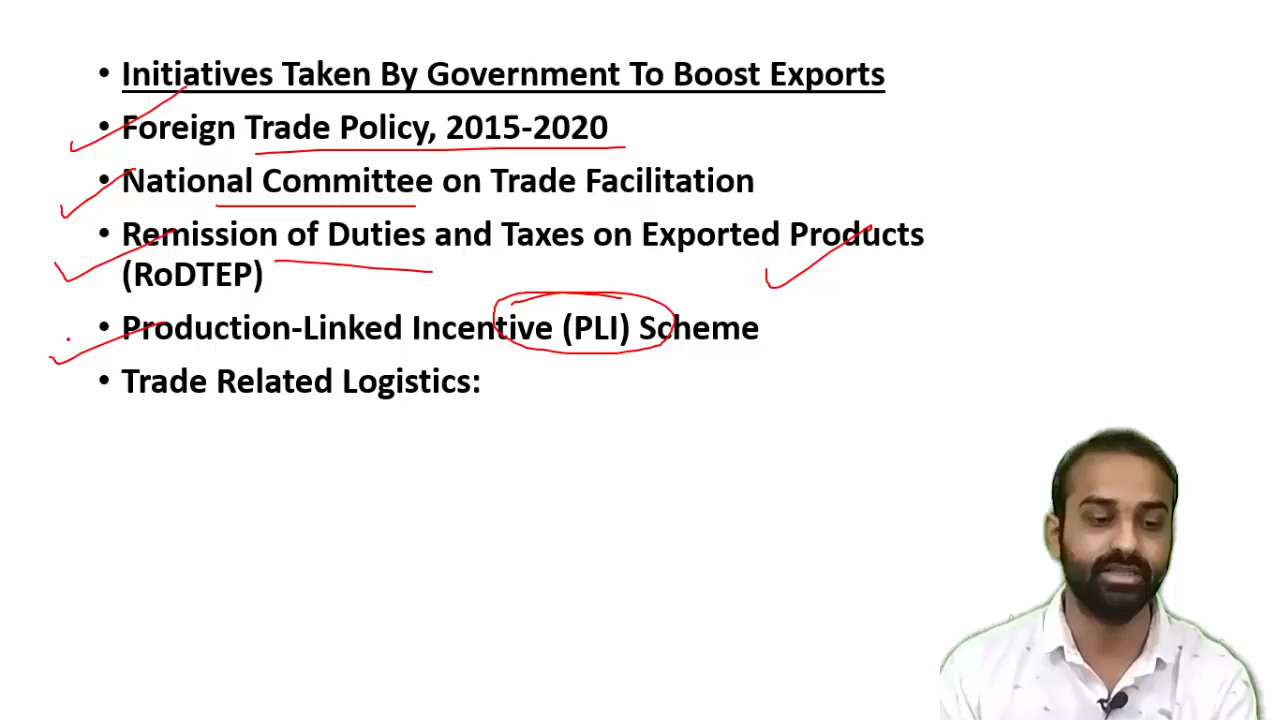 • Initiatives Taken By Government To Boost Exports
• Foreign Trade Policy, 2015-2020
• National Committee on Trade Facilitation
• Remission of Duties and Taxes on Exported Products
(RoDTEP)
• Production-Linked Incentive (PLI) Scheme
• Trade Related Logistics: